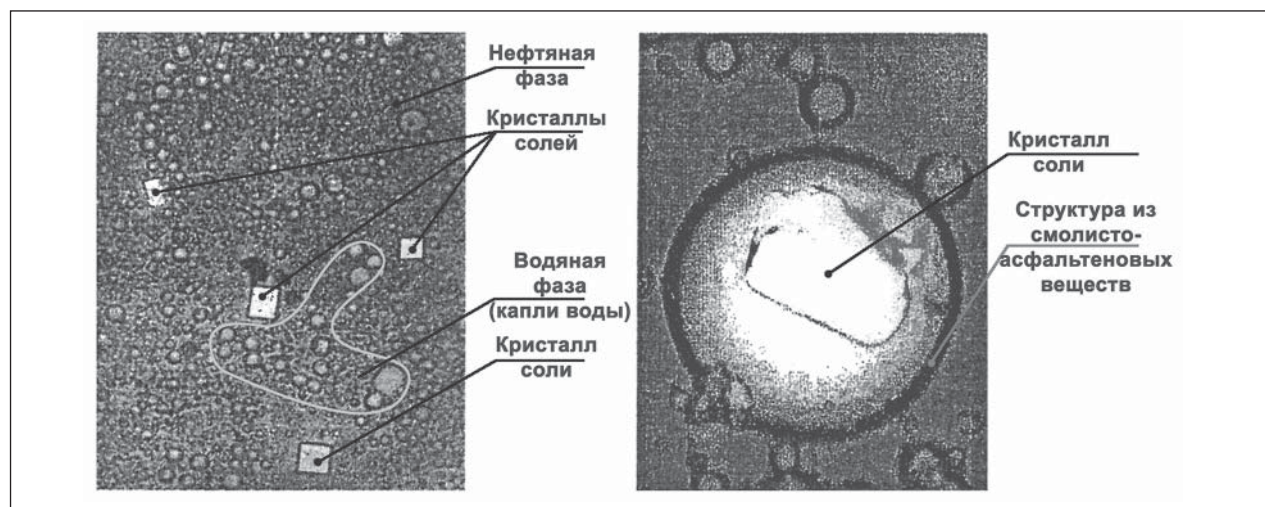 Нефтяная
фаза
Кристаллы
солей
Водяная
фаза
(капли воды)
Кристалл
соли
Кристалл
соли
Структура из
смолисто-
асфальтеновых
веществ